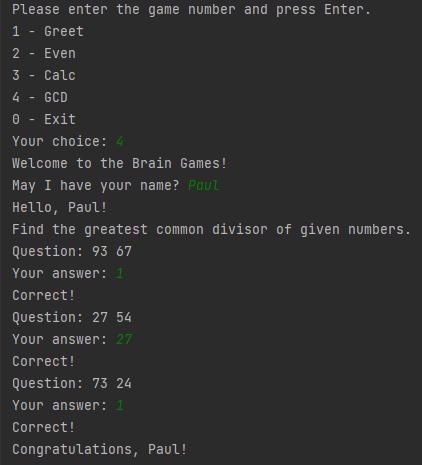 Please enter the game number and press Enter.
1 - Greet
2 - Even
3 - Calc
4 - GCD
0 - Exit
Your choice: 4
Welcome to the Brain Games!
May I have your name? Paul
Hello, Paul!
Find the greatest common divisor of given numbers.
Question: 93 67
Your answer: 1
Correct!
Question: 27 54
Your answer: 27
Correct!
Question: 73 24
Your answer: 1
Correct!
Congratulations, Paul!